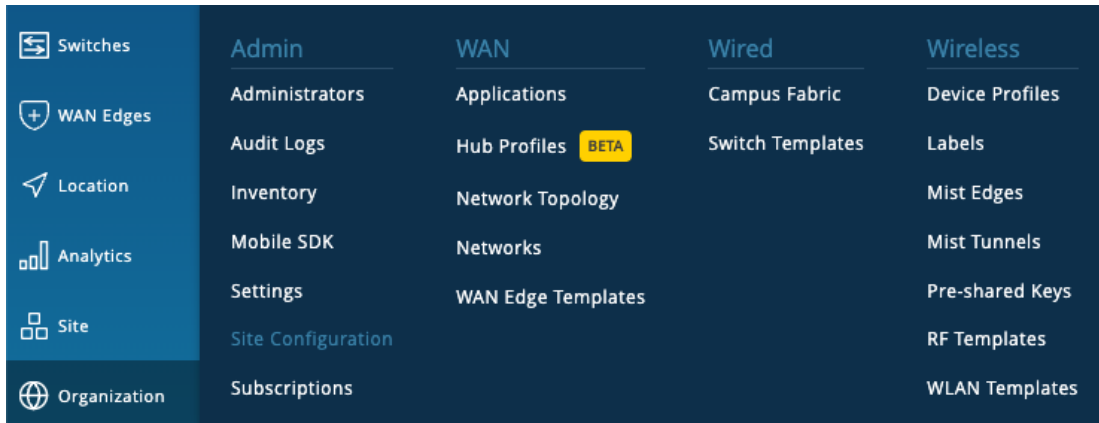 Switches
WAN Edges
Location
Analytics
Site
Organization
Admin
Administrators
Audit Logs
Inventory
Mobile SDK
Settings
Site Configuration
Subscriptions
WAN
Applications
Hub Profiles BETA
Network Topology
Networks
WAN Edge Templates
Wired
Campus Fabric
Switch Templates
Wireless
Device Profiles
Labels
Mist Edges
Mist Tunnels
Pre-shared Keys
RF Templates
WLAN Templates